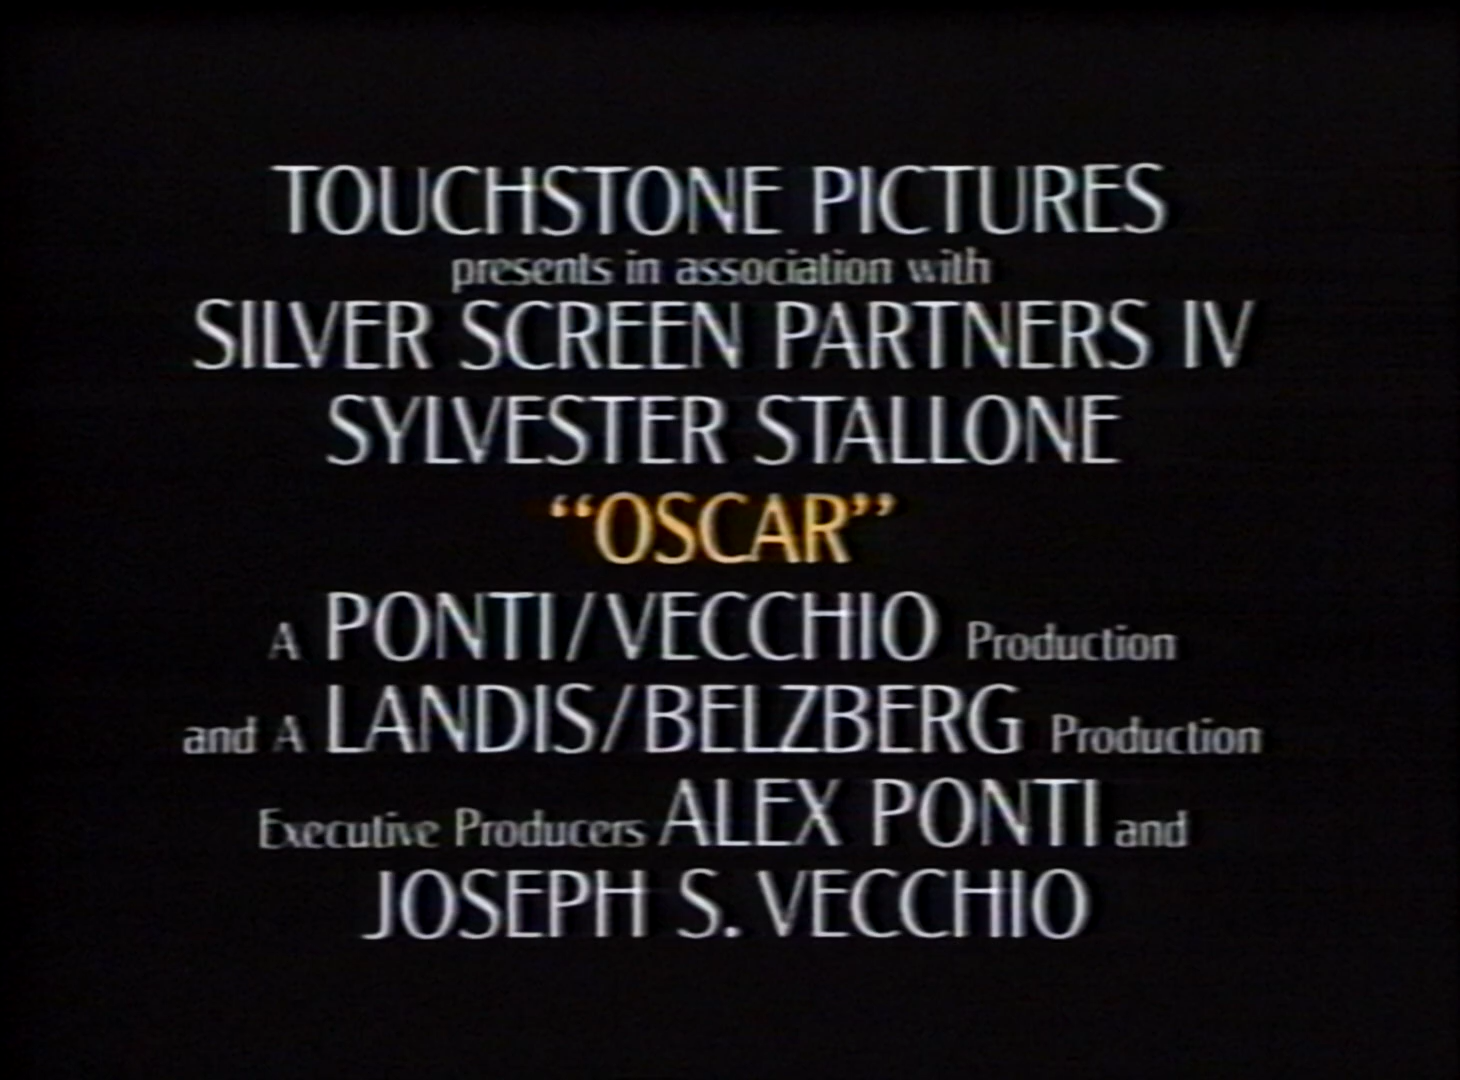 TOUCHSTONE PICTURES
presents in association with
SILVER SCREEN PARTNERS IV
SYLVESTER STALLONE
“OSCAR”
A PONTI/VECCHIO Production
and A LANDIS/BELZBERG Production
Executive Producers ALEX PONTI and
JOSEPH S. VECCHIO